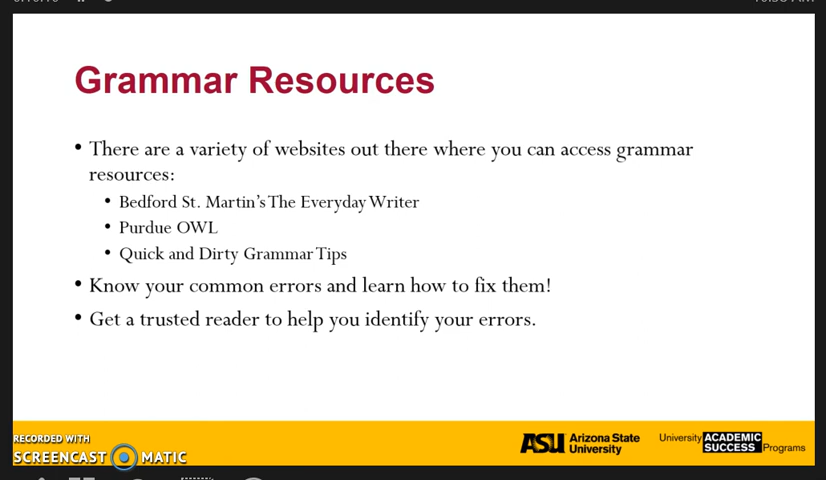 Grammar Resources
• There are a variety of websites out there where you can access grammar
resources:
• Bedford St. Martin's The Everyday Writer
• Purdue OWL
• Quick and Dirty Grammar Tips
• Know your common errors and learn how to fix them!
• Get a trusted reader to help you identify your errors.
RECORDED WITH
SCREENCAST MATIC
ASU Arizona State
University
University ACADEMIC
SUCCESS Programs